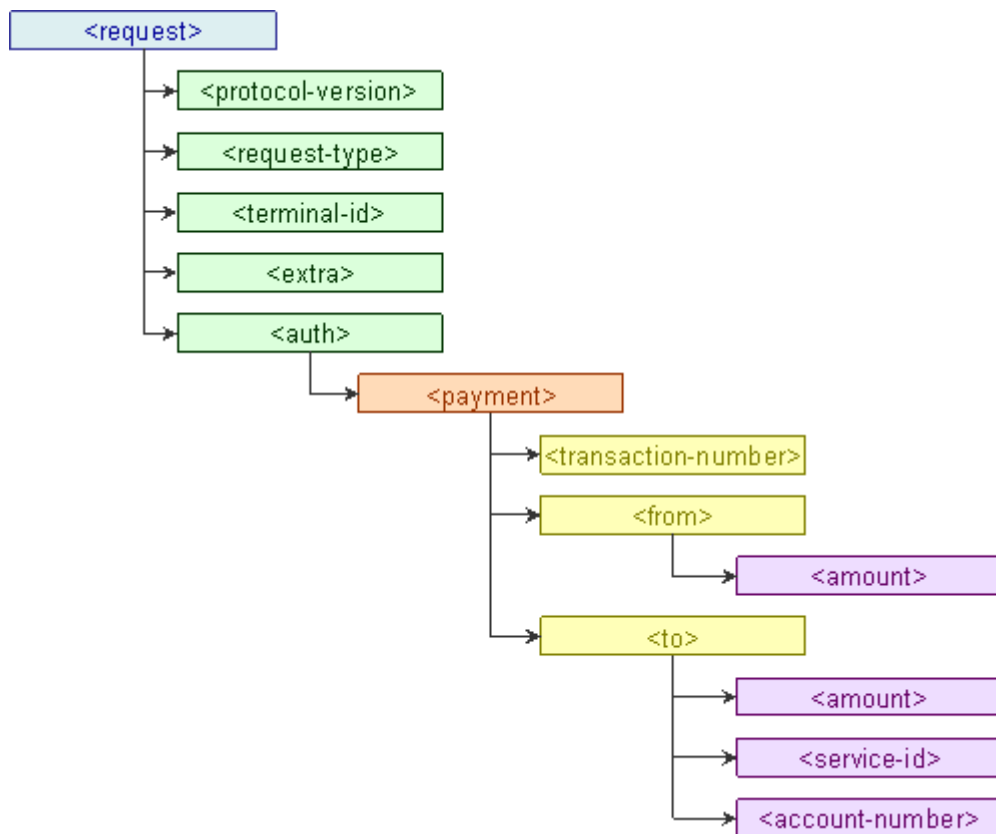 <request>
<protocol-version>
<request-type>
<terminal-id>
<extra>
<auth>
<payment>
<transaction-number>
<from>
<amount>
<to>
<amount>
<service-id>
<account-number>